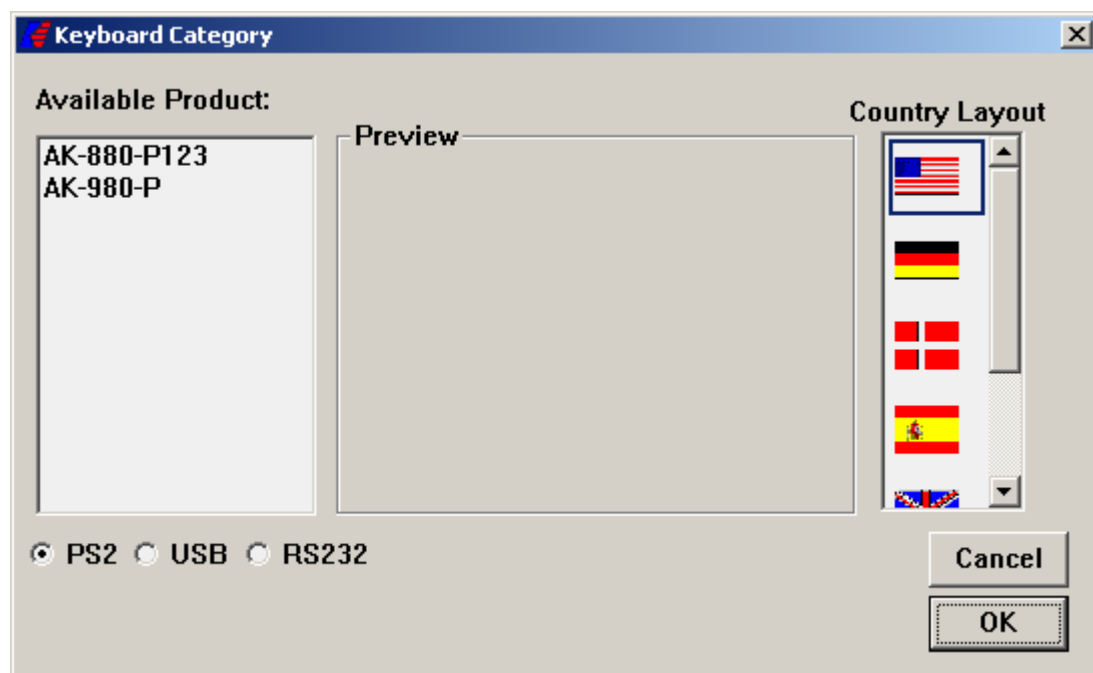 Keyboard Category
Available Product:
AK-880-P123
AK-980-P
Preview
Country Layout
PS2 USB RS232
Cancel
OK